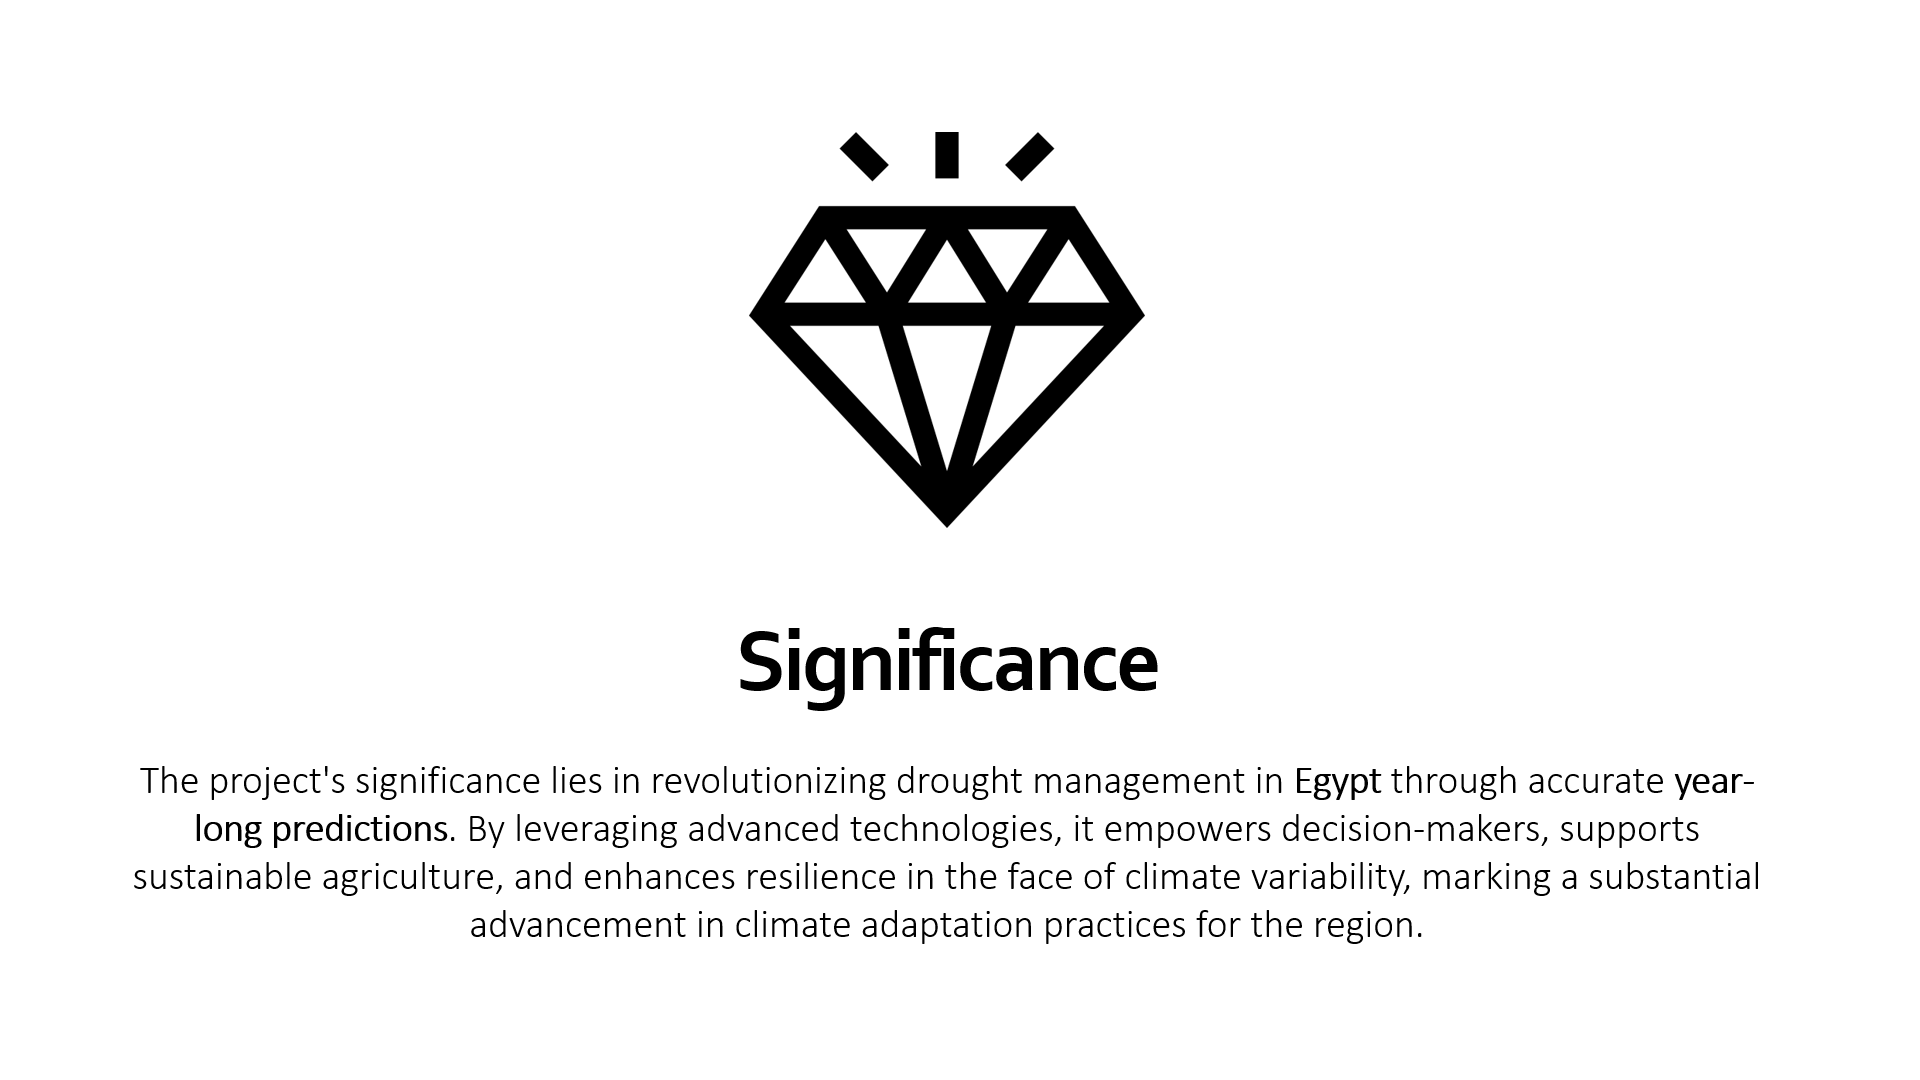 Significance
The project's significance lies in revolutionizing drought management in Egypt through accurate year-
long predictions. By leveraging advanced technologies, it empowers decision-makers, supports
sustainable agriculture, and enhances resilience in the face of climate variability, marking a substantial
advancement in climate adaptation practices for the region.